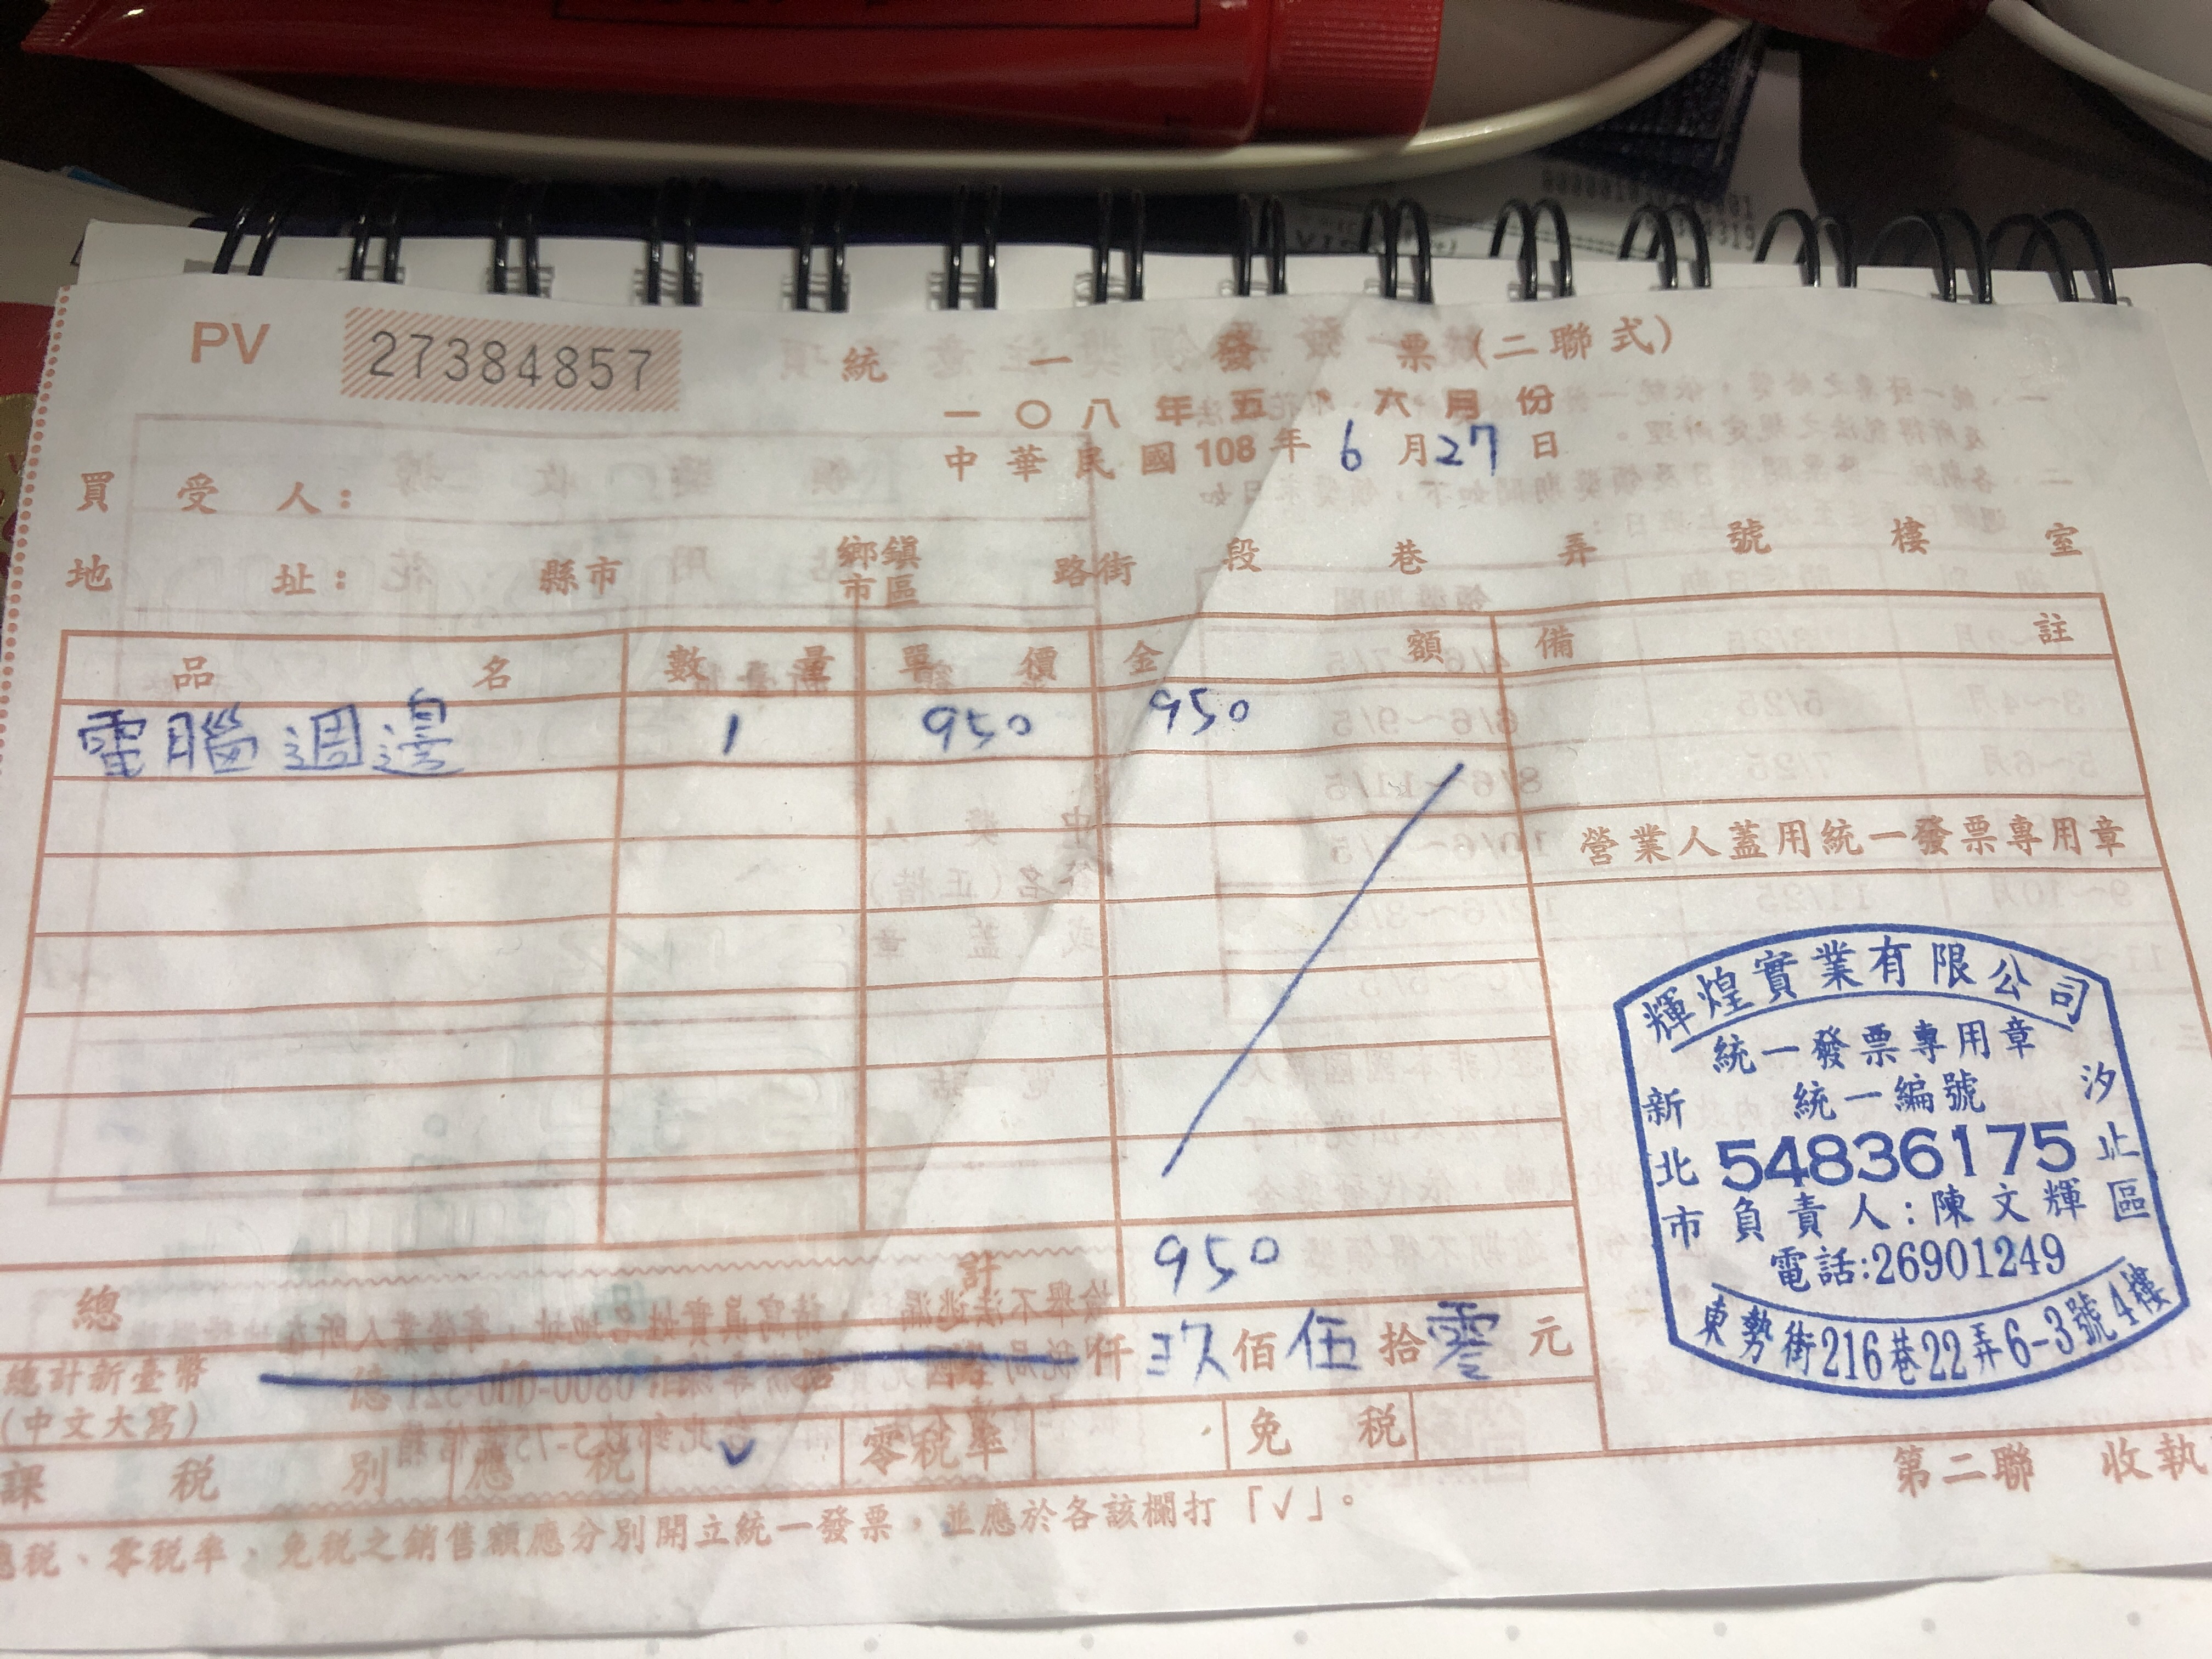 PV 27384857
統一發票(二聯式)
一〇八年五、六月份
中華民國108年6月27日
買受人:
地址: 縣市 鄉鎮市區 路街 段 巷 弄 號 樓 室
品名 數量 單價 金額 備註
電腦週邊 1 950 950
營業人蓋用統一發票專用章
總計 950
總計新臺幣
(中文大寫)
仟玖佰伍拾零元
課稅別 應稅 ✓ 零稅率 免稅
稅、零稅率、免稅之銷售額應分別開立統一發票,並應於各該欄打「✓」。
輝煌實業有限公司
統一發票專用章
統一編號
新北市 汐止區
54836175
負責人:陳文輝
電話:26901249
東勢街216巷22弄6-3號4樓
第二聯 收執